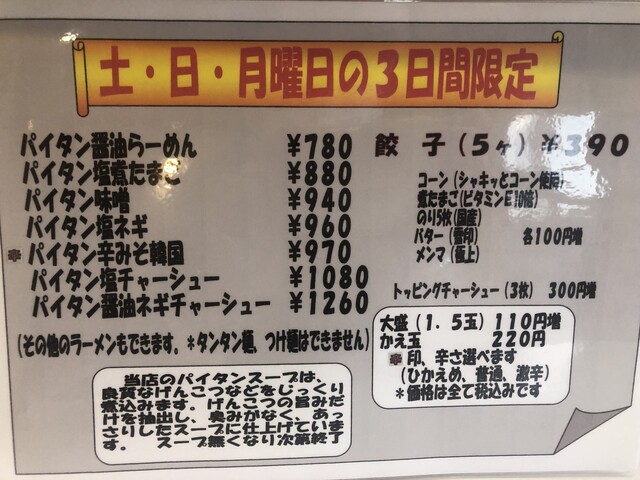 土・日・月曜日の3日間限定
パイタン醤油らーめん ¥780
パイタン塩煮たまご ¥880
パイタン味噌 ¥940
パイタン塩ネギ ¥960
※パイタン辛みそ韓国 ¥970
パイタン塩チャーシュー ¥1080
パイタン醤油ネギチャーシュー ¥1260
(その他のラーメンもできます。*タンタン麺、つけ麺はできません)
当店のパイタンスープは、
良質なげんこつなどをじっくり
煮込みます。げんこつの旨みだ
けを抽出し、臭みがなく、あっ
さりしたスープに仕上げていま
す。 スープ無くなり次第終了
餃子(5ヶ)¥390
コーン(シャキッとコーン使用)
煮たまご(ビタミンE10倍)
のり5枚(国産)
バター(雪印) 各100円増
メンマ(極上)
トッピングチャーシュー(3枚) 300円増
大盛(1.5玉)110円増
かえ玉 220円
※印、辛さ選べます
(ひかえめ、普通、激辛)
*価格は全て税込みです